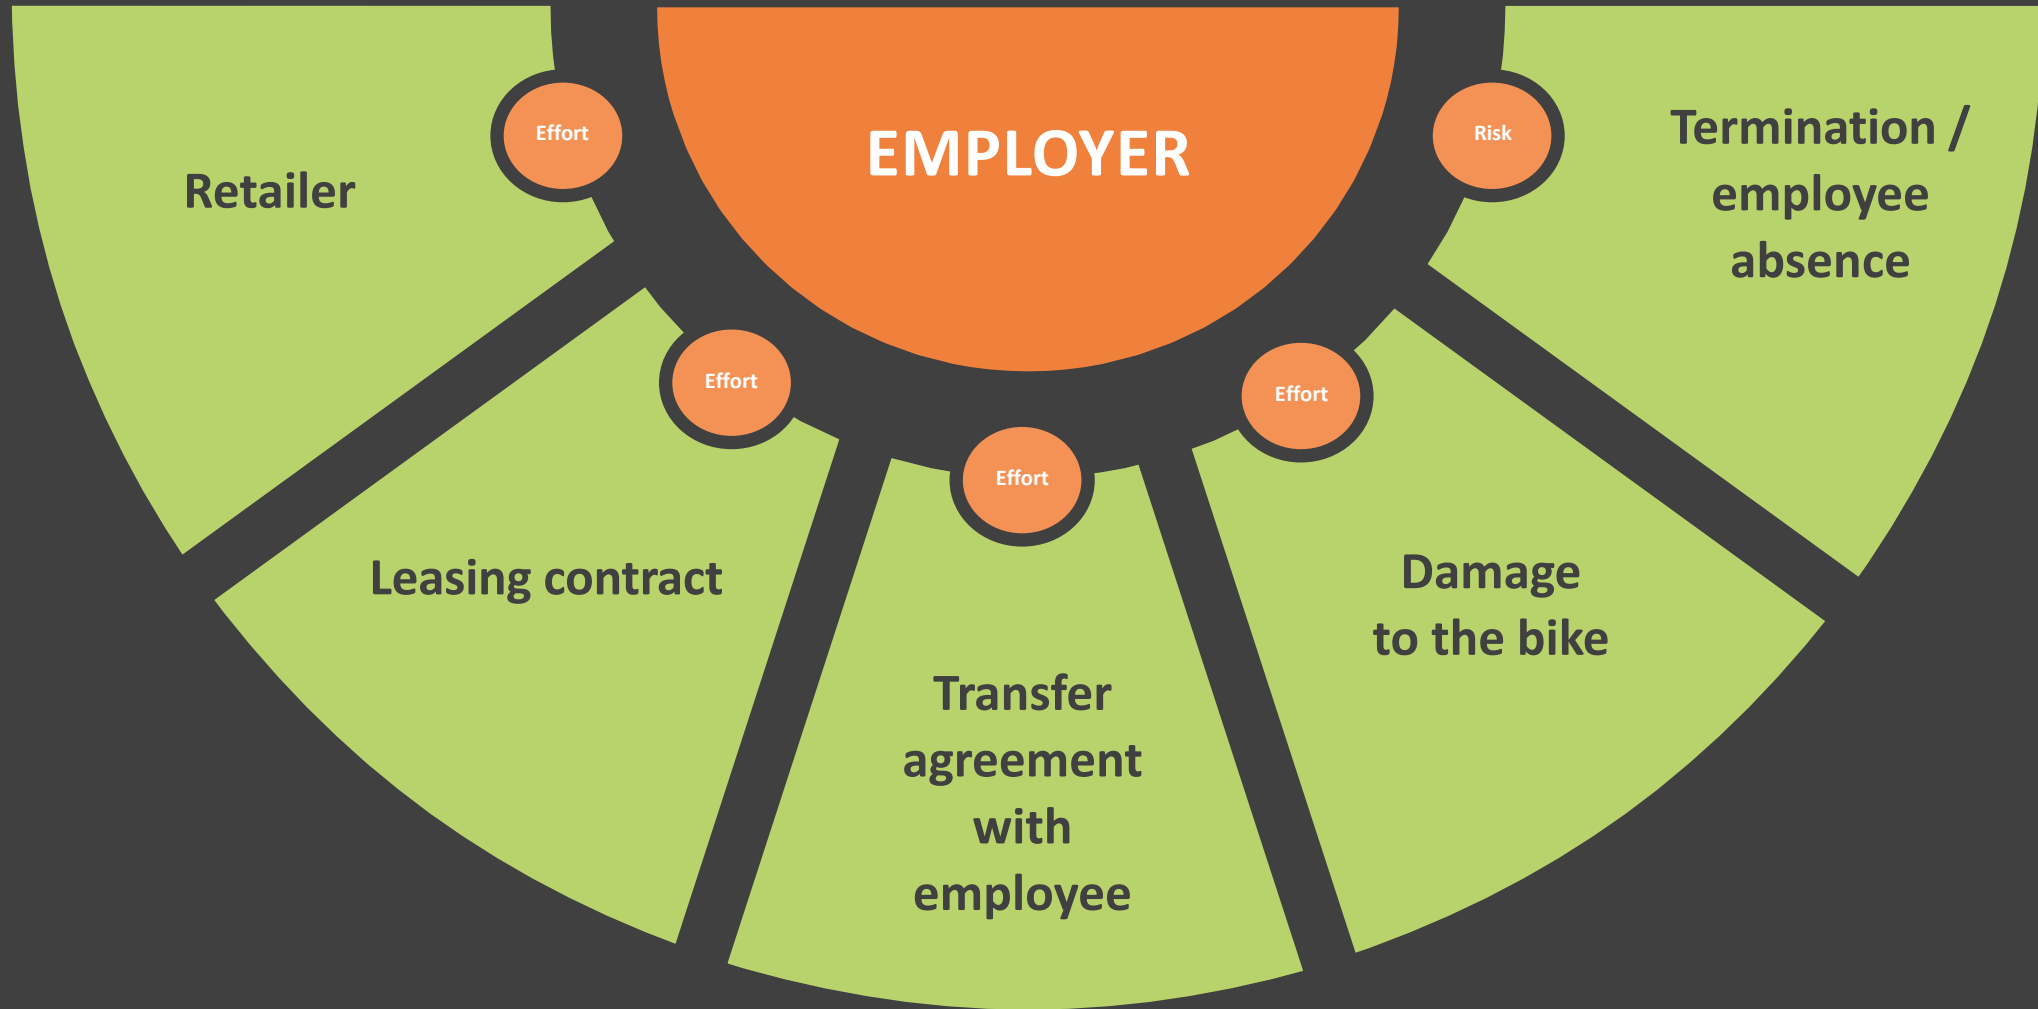 EMPLOYER
Effort
Retailer
Effort
Leasing contract
Effort
Transfer
agreement
with
employee
Effort
Damage
to the bike
Risk
Termination /
employee
absence